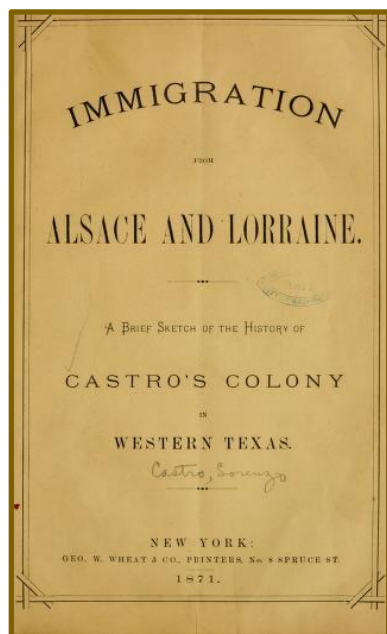 IMMIGRATION
FROM
ALSACE AND LORRAINE.
A BRIEF SKETCH OF THE HISTORY OF
CASTRO'S COLONY
IN
WESTERN TEXAS.
Castro, Lorenzo
NEW YORK:
GEO. W. WHEAT & CO., PRINTERS, No. 8 SPRUCE ST.
1871.